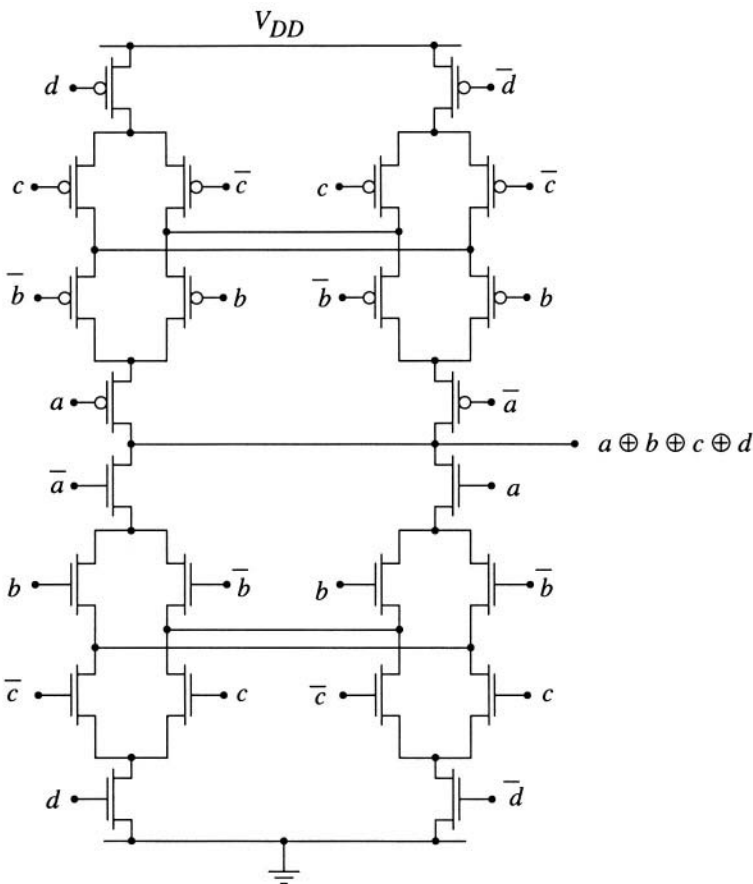 V_DD
d d̅
c c̅ c c̅
b̅ b b̅ b
a a̅
a ⊕ b ⊕ c ⊕ d
a̅ a
b b̅ b b̅
c̅ c c̅ c
d d̅